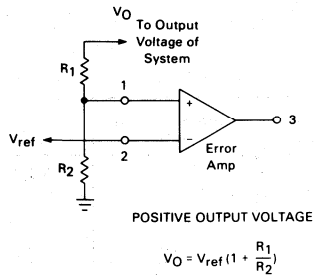 VO
To Output
Voltage of
System
R1
1
+
3
Vref
−
2
Error
Amp
R2
POSITIVE OUTPUT VOLTAGE
VO = Vref (1 + R1/R2)